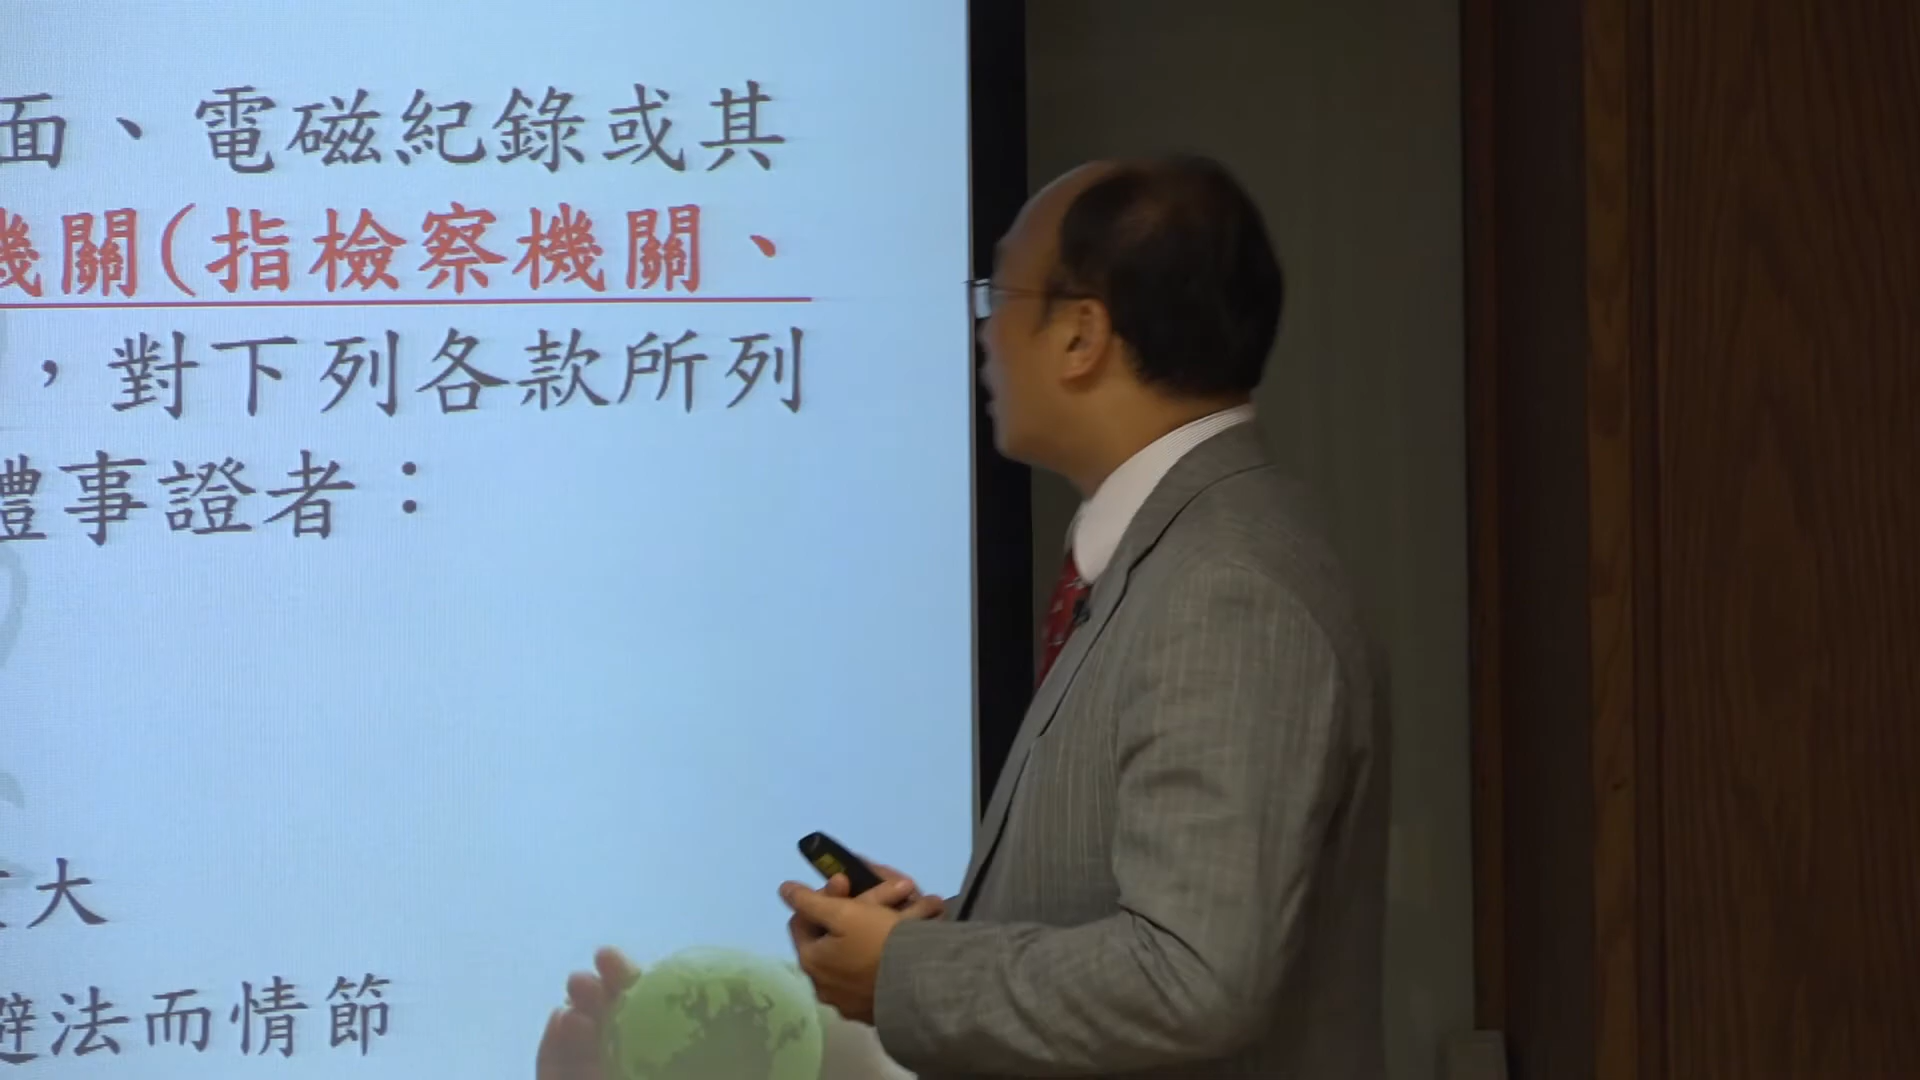 面、電磁紀錄或其
機關(指檢察機關、
，對下列各款所列
體事證者：
大
避法而情節